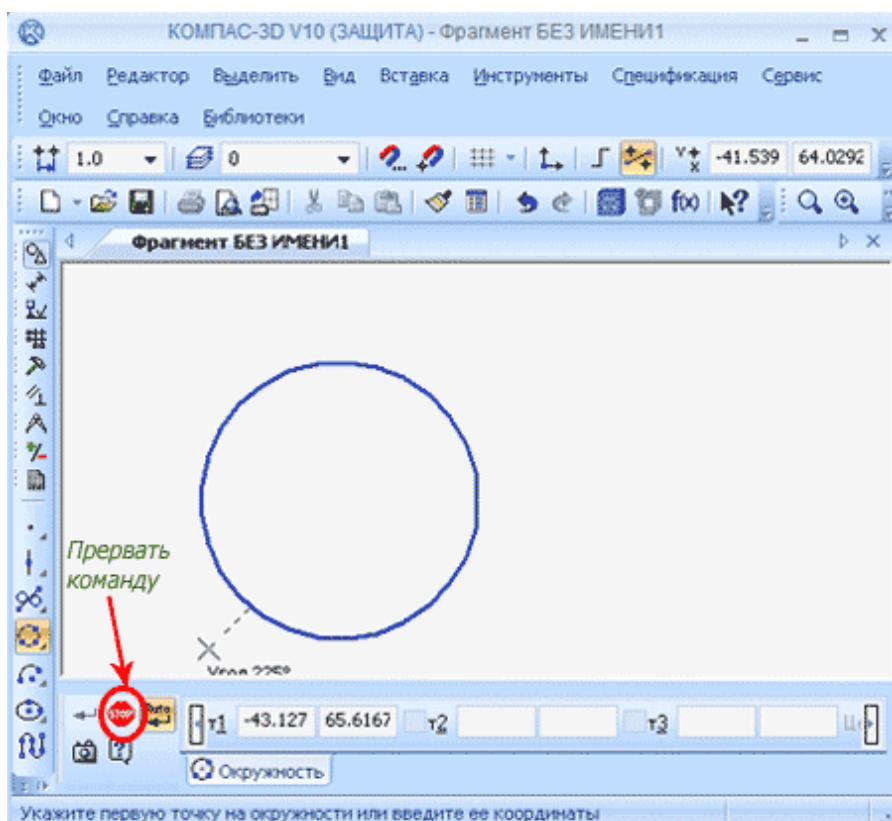 КОМПАС-3D V10 (ЗАЩИТА) - Фрагмент БЕЗ ИМЕНИ1
Файл Редактор Выделить Вид Вставка Инструменты Спецификация Сервис
Окно Справка Библиотеки
1.0 0 Y X -41.539 64.0292
f(x) ?
Фрагмент БЕЗ ИМЕНИ1
Прервать
команду
Угол 225°
STOP Auto т1 -43.127 65.6167 т2 т3
Окружность
Укажите первую точку на окружности или введите ее координаты